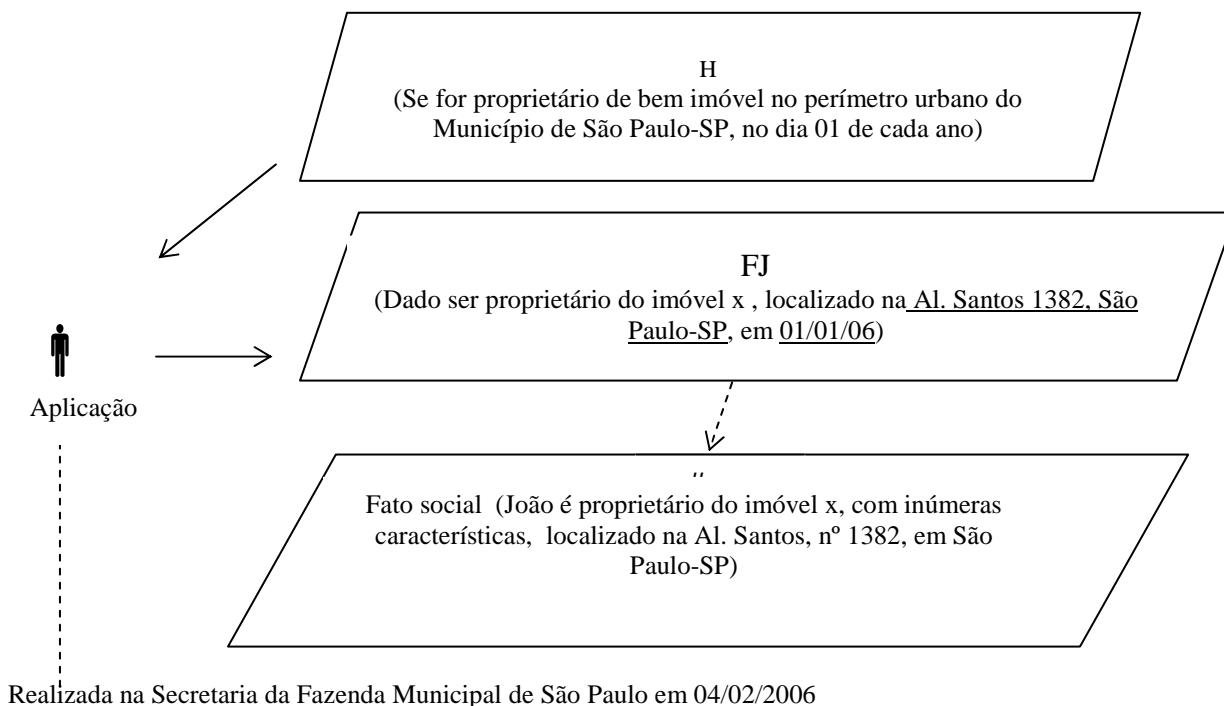 H
(Se for proprietário de bem imóvel no perímetro urbano do
Município de São Paulo-SP, no dia 01 de cada ano)
FJ
(Dado ser proprietário do imóvel x , localizado na Al. Santos 1382, São
Paulo-SP, em 01/01/06)
Aplicação
Fato social (João é proprietário do imóvel x, com inúmeras
características, localizado na Al. Santos, nº 1382, em São
Paulo-SP)
Realizada na Secretaria da Fazenda Municipal de São Paulo em 04/02/2006